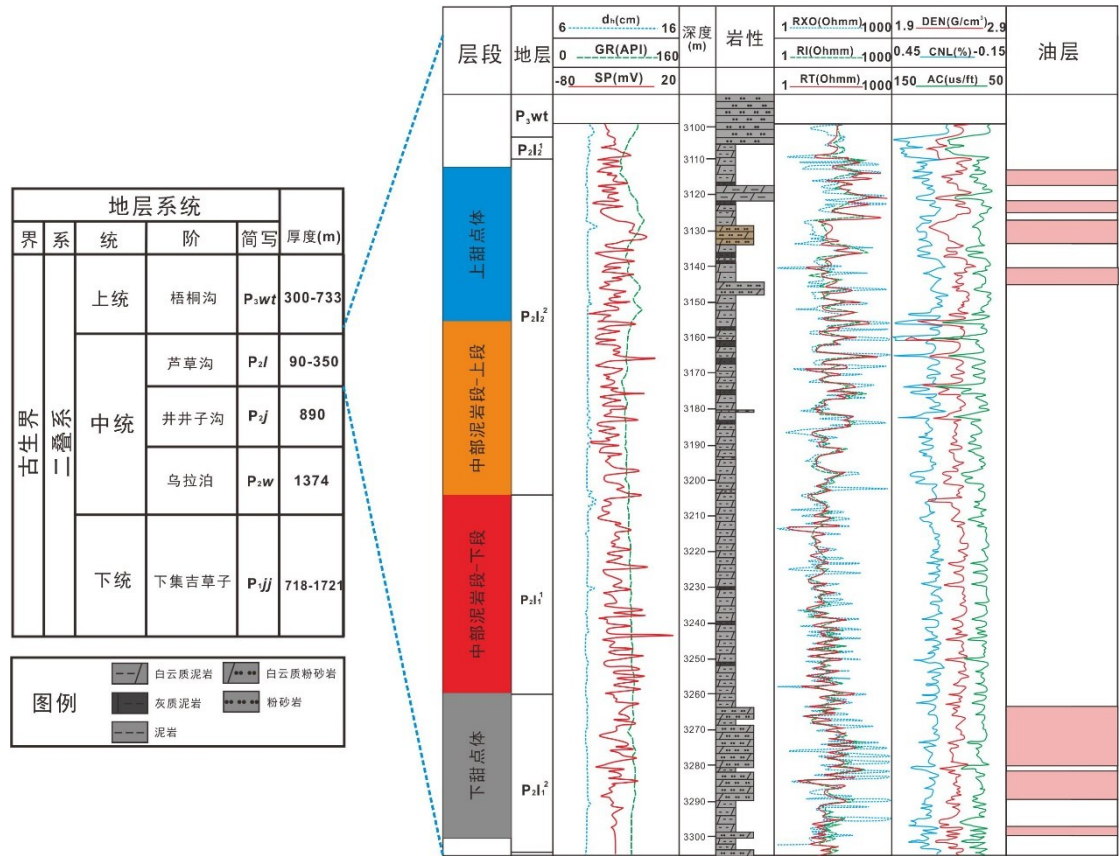 地层系统
界 系 统 阶 简写 厚度(m)
古生界
二叠系
上统 梧桐沟 P₃wt 300-733
中统
芦草沟 P₂l 90-350
井井子沟 P₂j 890
乌拉泊 P₂w 1374
下统 下集吉草子 P₁jj 718-1721
图例
白云质泥岩 白云质粉砂岩
灰质泥岩 粉砂岩
泥岩
层段 地层
6 dₕ(cm) 16
0 GR(API) 160
-80 SP(mV) 20
深度
(m)
岩性
1 RXO(Ohmm) 1000
1 RI(Ohmm) 1000
1 RT(Ohmm) 1000
1.9 DEN(G/cm³) 2.9
0.45 CNL(%) -0.15
150 AC(us/ft) 50
油层
上甜点体
中部泥岩段-上段
中部泥岩段-下段
下甜点体
P₃wt
P₂l₂¹
P₂l₂²
P₂l₁¹
P₂l₁²
3100
3110
3120
3130
3140
3150
3160
3170
3180
3190
3200
3210
3220
3230
3240
3250
3260
3270
3280
3290
3300